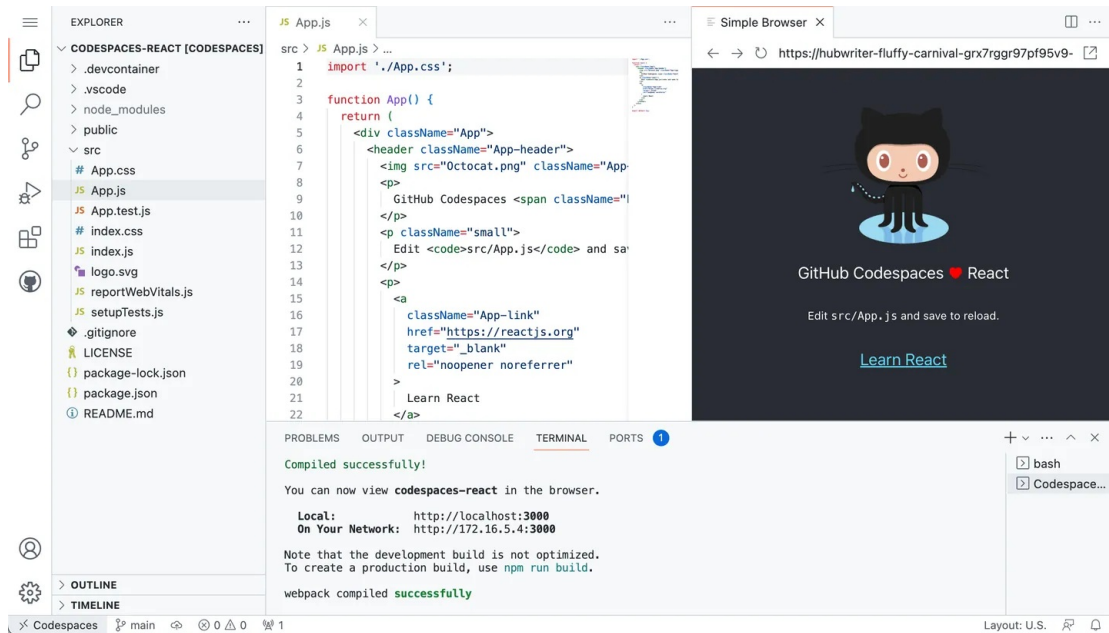 EXPLORER
CODESPACES-REACT [CODESPACES]
.devcontainer
.vscode
node_modules
public
src
# App.css
JS App.js
JS App.test.js
# index.css
JS index.js
logo.svg
JS reportWebVitals.js
JS setupTests.js
.gitignore
LICENSE
{} package-lock.json
{} package.json
README.md
OUTLINE
TIMELINE
JS App.js
src > JS App.js > ...
1 import './App.css';
2
3 function App() {
4 return (
5 <div className="App">
6 <header className="App-header">
7 <img src="Octocat.png" className="App-
8 <p>
9 GitHub Codespaces <span className="
10 </p>
11 <p className="small">
12 Edit <code>src/App.js</code> and sav
13 </p>
14 <p>
15 <a
16 className="App-link"
17 href="https://reactjs.org"
18 target="_blank"
19 rel="noopener noreferrer"
20 >
21 Learn React
22 </a>
Simple Browser
https://hubwriter-fluffy-carnival-grx7rggr97pf95v9-
GitHub Codespaces ♥ React
Edit src/App.js and save to reload.
Learn React
PROBLEMS OUTPUT DEBUG CONSOLE TERMINAL PORTS 1
Compiled successfully!
You can now view codespaces-react in the browser.
Local: http://localhost:3000
On Your Network: http://172.16.5.4:3000
Note that the development build is not optimized.
To create a production build, use npm run build.
webpack compiled successfully
bash
Codespace...
Codespaces main 0 0 1 Layout: U.S.